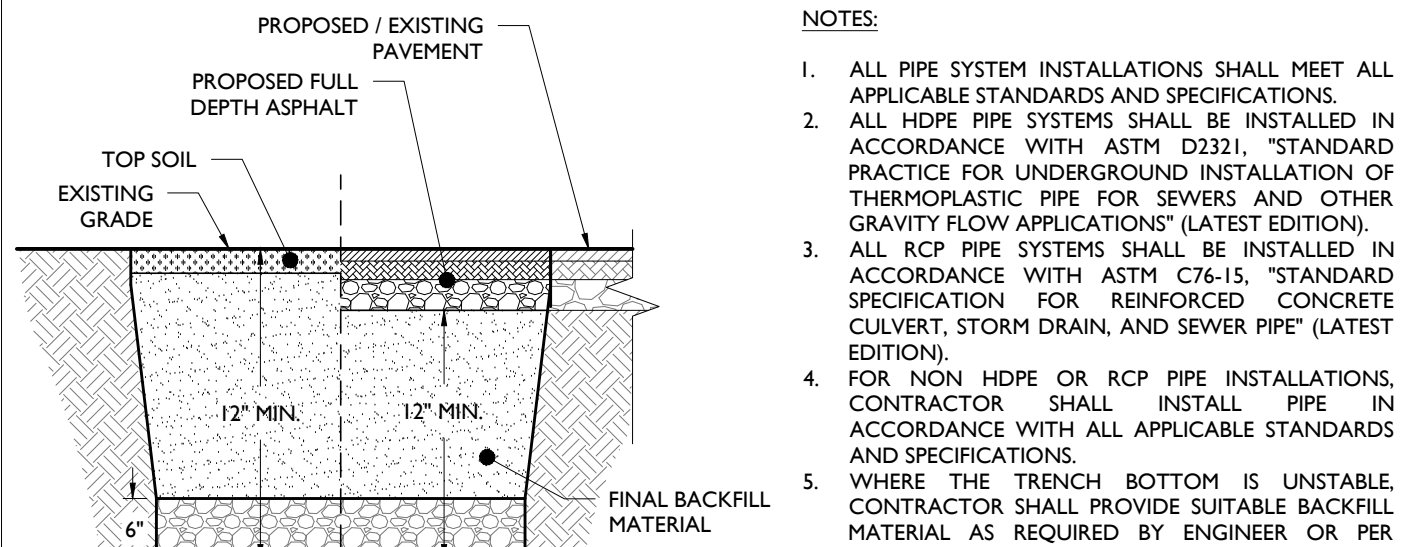 PROPOSED / EXISTING
PAVEMENT
PROPOSED FULL
DEPTH ASPHALT
TOP SOIL
EXISTING
GRADE
12" MIN.
12" MIN.
FINAL BACKFILL
MATERIAL
6"
NOTES:
1. ALL PIPE SYSTEM INSTALLATIONS SHALL MEET ALL
APPLICABLE STANDARDS AND SPECIFICATIONS.
2. ALL HDPE PIPE SYSTEMS SHALL BE INSTALLED IN
ACCORDANCE WITH ASTM D2321, "STANDARD
PRACTICE FOR UNDERGROUND INSTALLATION OF
THERMOPLASTIC PIPE FOR SEWERS AND OTHER
GRAVITY FLOW APPLICATIONS" (LATEST EDITION).
3. ALL RCP PIPE SYSTEMS SHALL BE INSTALLED IN
ACCORDANCE WITH ASTM C76-15, "STANDARD
SPECIFICATION FOR REINFORCED CONCRETE
CULVERT, STORM DRAIN, AND SEWER PIPE" (LATEST
EDITION).
4. FOR NON HDPE OR RCP PIPE INSTALLATIONS,
CONTRACTOR SHALL INSTALL PIPE IN
ACCORDANCE WITH ALL APPLICABLE STANDARDS
AND SPECIFICATIONS.
5. WHERE THE TRENCH BOTTOM IS UNSTABLE,
CONTRACTOR SHALL PROVIDE SUITABLE BACKFILL
MATERIAL AS REQUIRED BY ENGINEER OR PER